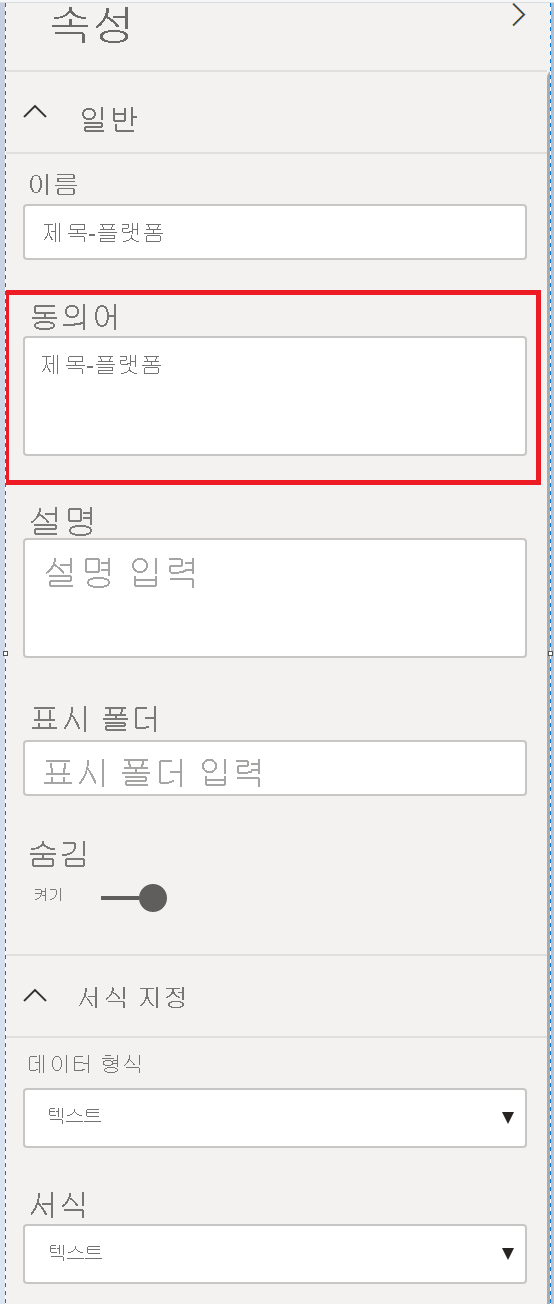 속성
일반
이름
제목-플랫폼
동의어
제목-플랫폼
설명
설명 입력
표시 폴더
표시 폴더 입력
숨김
켜기
서식 지정
데이터 형식
텍스트
서식
텍스트